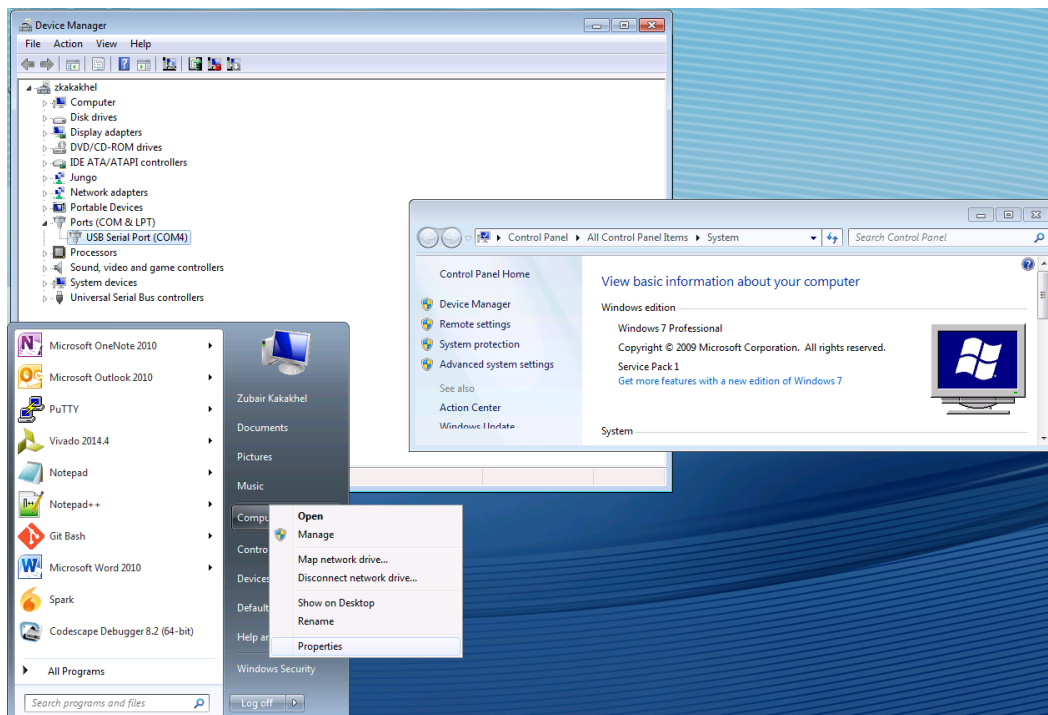 Device Manager
File Action View Help
zkakakhel
Computer
Disk drives
Display adapters
DVD/CD-ROM drives
IDE ATA/ATAPI controllers
Jungo
Network adapters
Portable Devices
Ports (COM & LPT)
USB Serial Port (COM4)
Processors
Sound, video and game controllers
System devices
Universal Serial Bus controllers
Control Panel All Control Panel Items System
Search Control Panel
Control Panel Home
Device Manager
Remote settings
System protection
Advanced system settings
See also
Action Center
Windows Update
View basic information about your computer
Windows edition
Windows 7 Professional
Copyright © 2009 Microsoft Corporation. All rights reserved.
Service Pack 1
Get more features with a new edition of Windows 7
System
Microsoft OneNote 2010
Microsoft Outlook 2010
PuTTY
Vivado 2014.4
Notepad
Notepad++
Git Bash
Microsoft Word 2010
Spark
Codescape Debugger 8.2 (64-bit)
All Programs
Search programs and files
Zubair Kakakhel
Documents
Pictures
Music
Compu
Contro
Devices
Default
Help an
Windows Security
Log off
Open
Manage
Map network drive...
Disconnect network drive...
Show on Desktop
Rename
Properties